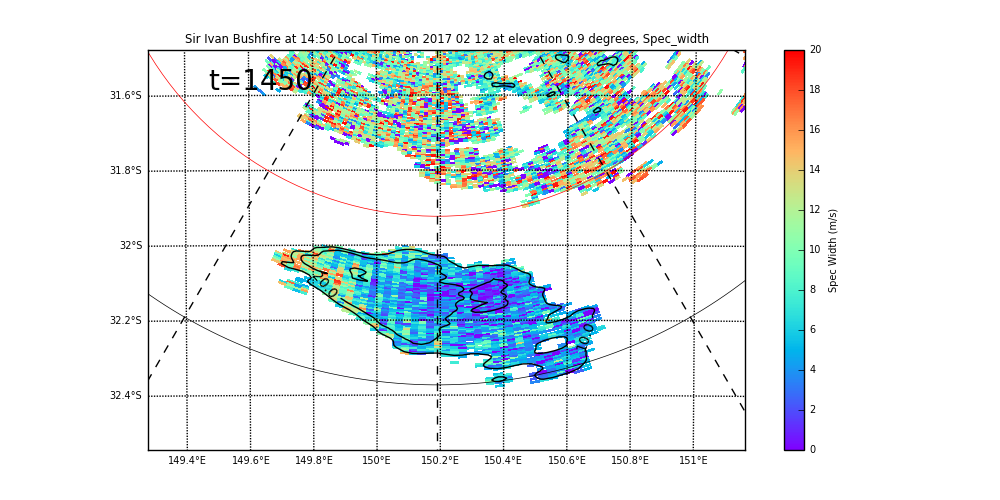 Sir Ivan Bushfire at 14:50 Local Time on 2017 02 12 at elevation 0.9 degrees, Spec_width
t=1450
31.6°S
31.8°S
32°S
32.2°S
32.4°S
149.4°E 149.6°E 149.8°E 150°E 150.2°E 150.4°E 150.6°E 150.8°E 151°E
20
18
16
14
12
10
8
6
4
2
0
Spec Width (m/s)